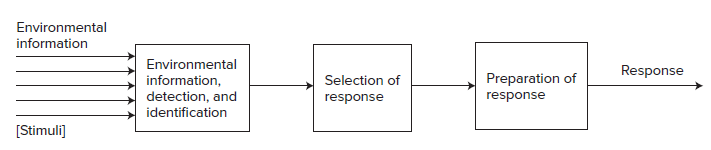 Environmental
information
[Stimuli]
Environmental
information,
detection, and
identification
Selection of
response
Preparation of
response
Response